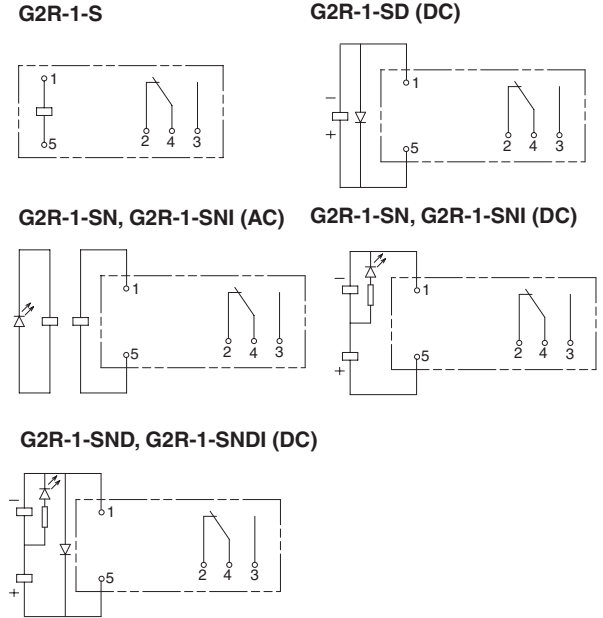 G2R-1-S
1
5
2 4 3
G2R-1-SD (DC)
−
+
1
5
2 4 3
G2R-1-SN, G2R-1-SNI (AC)
1
5
2 4 3
G2R-1-SN, G2R-1-SNI (DC)
−
+
1
5
2 4 3
G2R-1-SND, G2R-1-SNDI (DC)
−
+
1
5
2 4 3